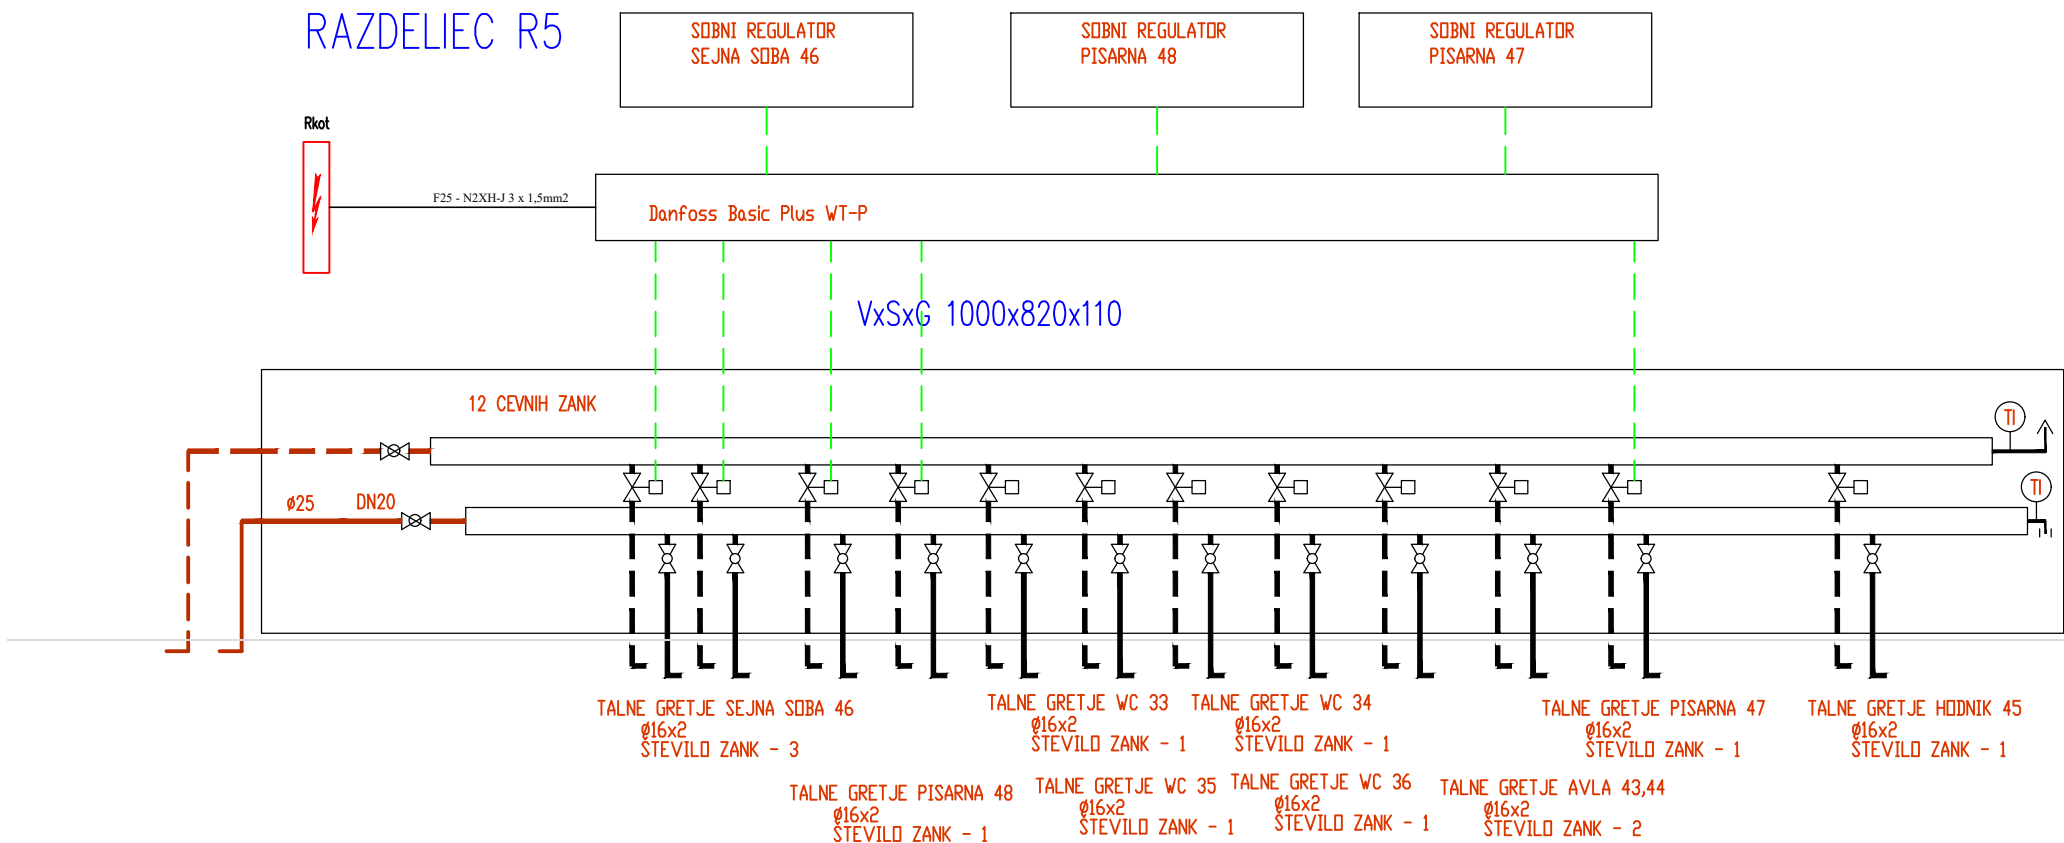 RAZDELIEC R5
SOBNI REGULATOR
SEJNA SOBA 46
SOBNI REGULATOR
PISARNA 48
SOBNI REGULATOR
PISARNA 47
Rkot
F25 - N2XH-J 3 x 1,5mm2
Danfoss Basic Plus WT-P
VxSxG 1000x820x110
12 CEVNIH ZANK
TI
TI
ø25
DN20
TALNE GRETJE SEJNA SOBA 46
Ø16x2
ŠTEVILO ZANK - 3
TALNE GRETJE WC 33
Ø16x2
ŠTEVILO ZANK - 1
TALNE GRETJE WC 34
Ø16x2
ŠTEVILO ZANK - 1
TALNE GRETJE PISARNA 47
Ø16x2
ŠTEVILO ZANK - 1
TALNE GRETJE HODNIK 45
Ø16x2
ŠTEVILO ZANK - 1
TALNE GRETJE PISARNA 48
Ø16x2
ŠTEVILO ZANK - 1
TALNE GRETJE WC 35
Ø16x2
ŠTEVILO ZANK - 1
TALNE GRETJE WC 36
Ø16x2
ŠTEVILO ZANK - 1
TALNE GRETJE AVLA 43,44
Ø16x2
ŠTEVILO ZANK - 2